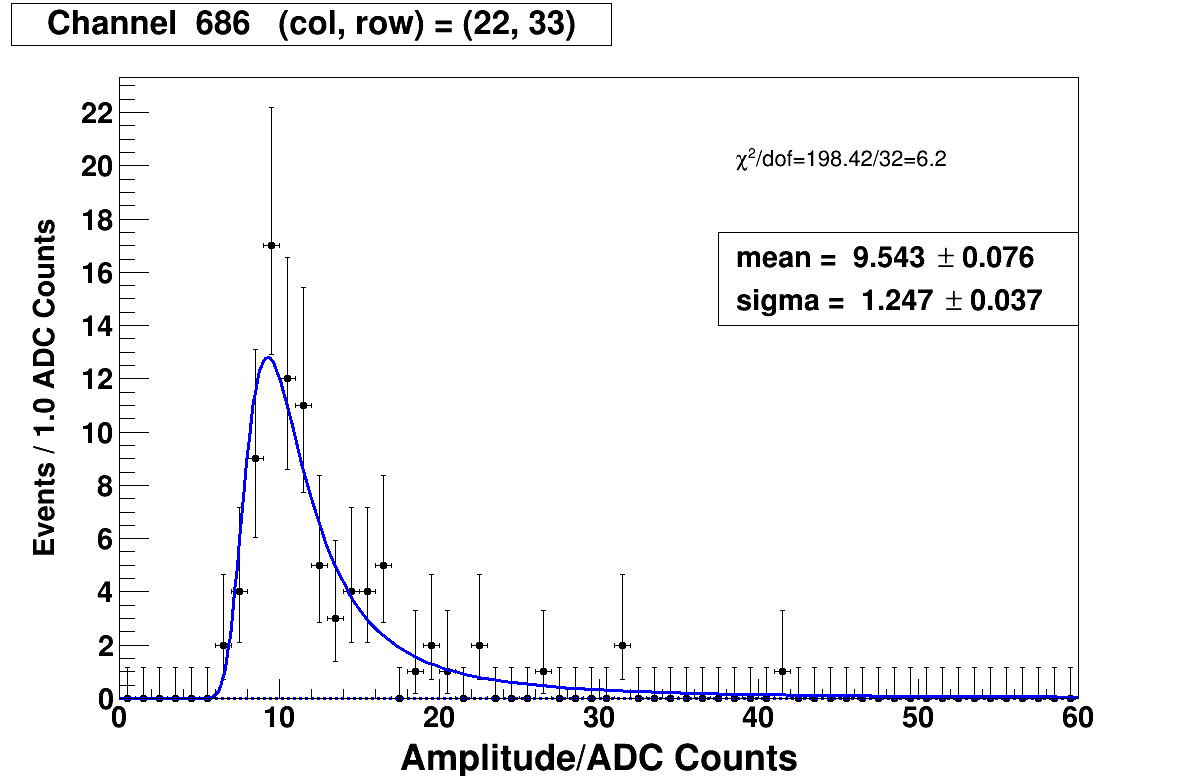 Channel 686 (col, row) = (22, 33)
χ²/dof=198.42/32=6.2
mean = 9.543 ± 0.076
sigma = 1.247 ± 0.037
Events / 1.0 ADC Counts
22
20
18
16
14
12
10
8
6
4
2
0
0 10 20 30 40 50 60
Amplitude/ADC Counts